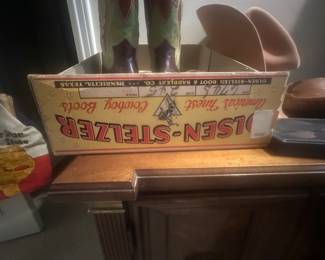 OLSEN-STELZER BOOT & SADDLERY CO. HENRIETTA, TEXAS
America's Finest Cowboy Boots
OLSEN-STELZER